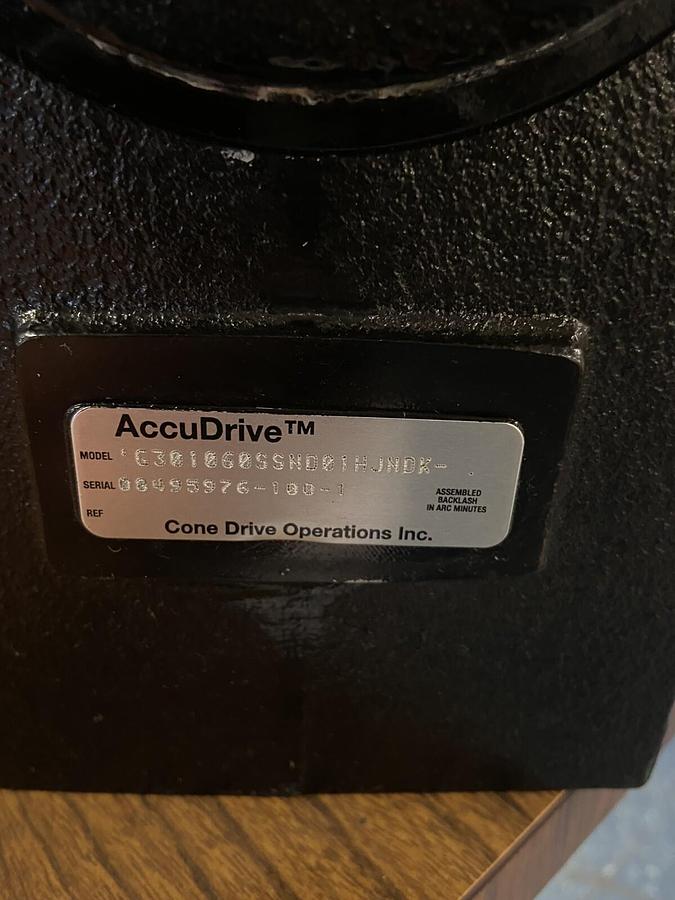 AccuDrive™
MODEL G301060SSND01HJNDK-
SERIAL 00495976-100-1
ASSEMBLED
BACKLASH
IN ARC MINUTES
REF
Cone Drive Operations Inc.